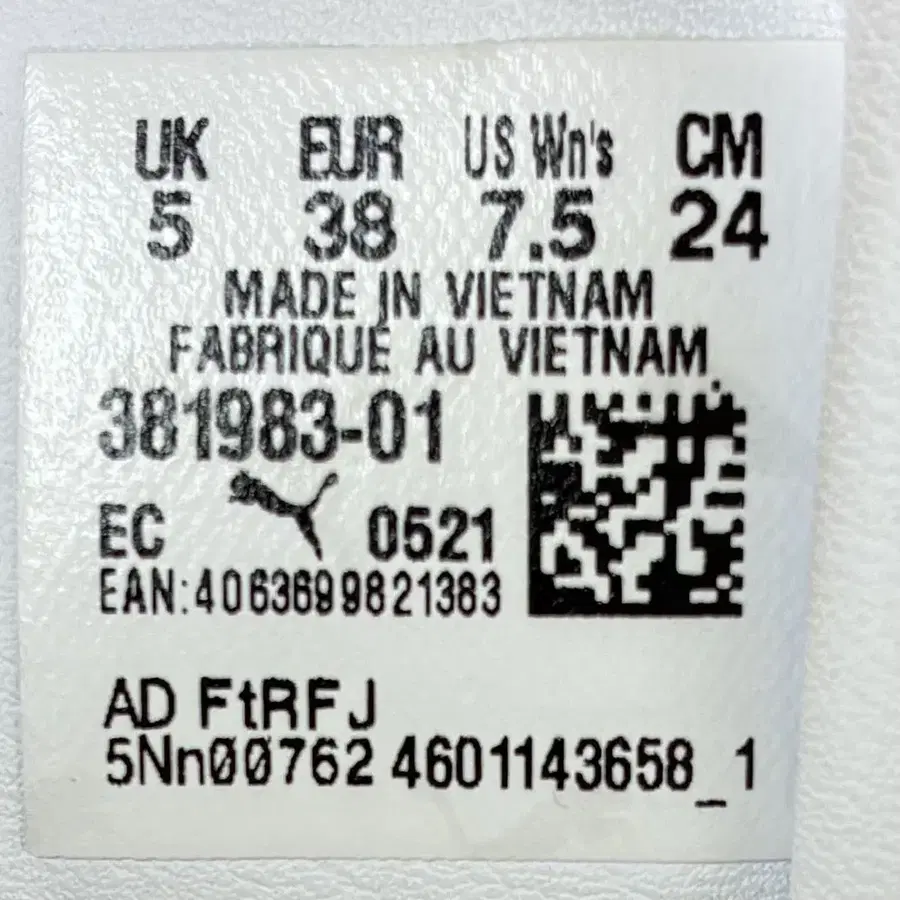 UK EUR US Wn's CM
5 38 7.5 24
MADE IN VIETNAM
FABRIQUÉ AU VIETNAM
381983-01
EC 0521
EAN:4063699821383
AD FtRFJ
5Nn00762 4601143658_1